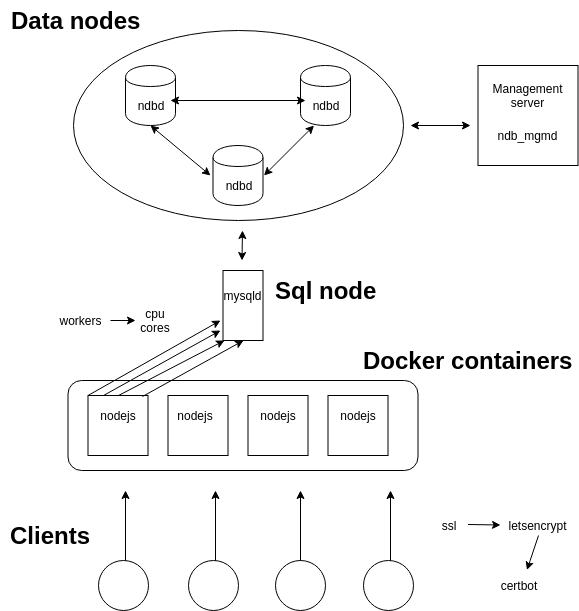 Data nodes
ndbd
ndbd
ndbd
Management
server
ndb_mgmd
mysqld
Sql node
workers
cpu
cores
Docker containers
nodejs
nodejs
nodejs
nodejs
Clients
ssl
letsencrypt
certbot